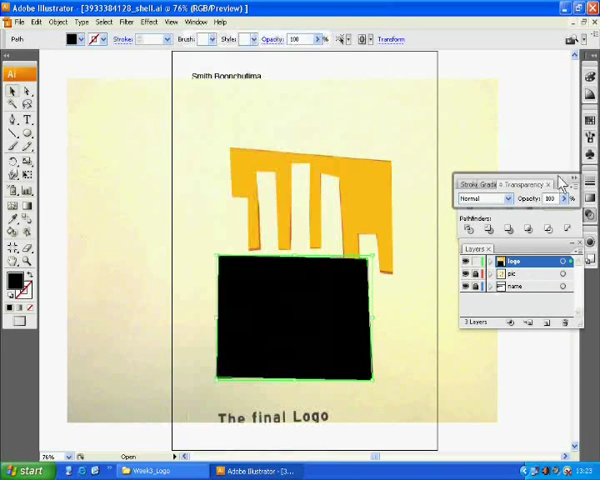 Adobe Illustrator - [3933384128_shell.ai @ 76% (RGB/Preview) ]
File Edit Object Type Select Filter Effect View Window Help
Path Stroke: Brush: Style: Opacity: 100 % Transform
Ai
Smith Boonchutima
Transparency
Normal Opacity: 100 %
Pathfinders:
Layers
logo
pic
name
3 Layers
The final Logo
76% Open
start Week3_Logo Adobe Illustrator - [3... 13:23